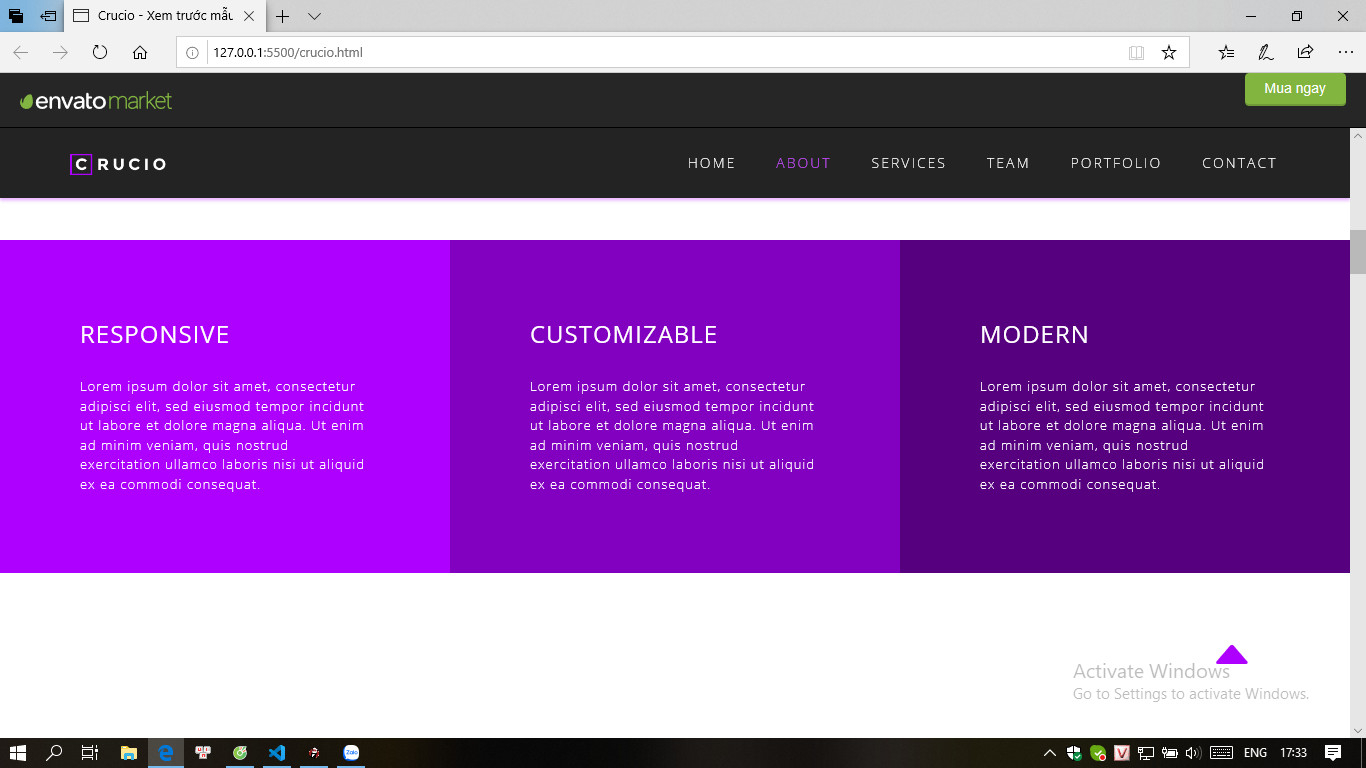 Crucio - Xem trước mẫu
127.0.0.1:5500/crucio.html
envato market
Mua ngay
CRUCIO
HOME ABOUT SERVICES TEAM PORTFOLIO CONTACT
RESPONSIVE
Lorem ipsum dolor sit amet, consectetur
adipisci elit, sed eiusmod tempor incidunt
ut labore et dolore magna aliqua. Ut enim
ad minim veniam, quis nostrud
exercitation ullamco laboris nisi ut aliquid
ex ea commodi consequat.
CUSTOMIZABLE
Lorem ipsum dolor sit amet, consectetur
adipisci elit, sed eiusmod tempor incidunt
ut labore et dolore magna aliqua. Ut enim
ad minim veniam, quis nostrud
exercitation ullamco laboris nisi ut aliquid
ex ea commodi consequat.
MODERN
Lorem ipsum dolor sit amet, consectetur
adipisci elit, sed eiusmod tempor incidunt
ut labore et dolore magna aliqua. Ut enim
ad minim veniam, quis nostrud
exercitation ullamco laboris nisi ut aliquid
ex ea commodi consequat.
Activate Windows
Go to Settings to activate Windows.
Zalo
V
ENG 17:33